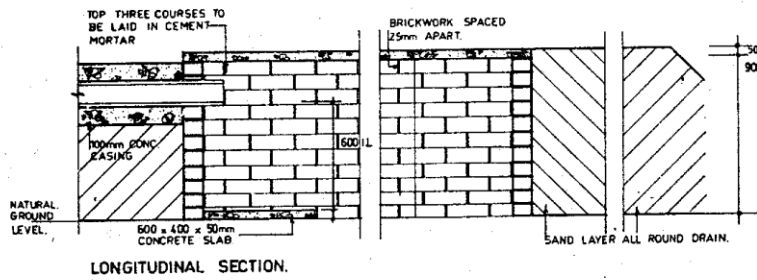 TOP THREE COURSES TO
BE LAID IN CEMENT
MORTAR
BRICKWORK SPACED
25mm APART.
50
90
100mm CONC.
CASING
600 I.L.
NATURAL
GROUND
LEVEL.
600 x 400 x 50mm
CONCRETE SLAB
SAND LAYER ALL ROUND DRAIN.
LONGITUDINAL SECTION.